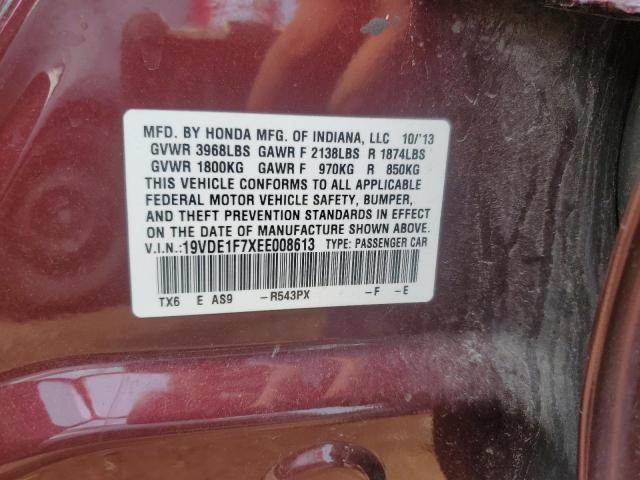 MFD. BY HONDA MFG. OF INDIANA, LLC 10/'13
GVWR 3968LBS GAWR F 2138LBS R 1874LBS
GVWR 1800KG GAWR F 970KG R 850KG
THIS VEHICLE CONFORMS TO ALL APPLICABLE
FEDERAL MOTOR VEHICLE SAFETY, BUMPER,
AND THEFT PREVENTION STANDARDS IN EFFECT
ON THE DATE OF MANUFACTURE SHOWN ABOVE.
V.I.N.:19VDE1F7XEE008613 TYPE: PASSENGER CAR
TX6 E AS9 -R543PX -F -E